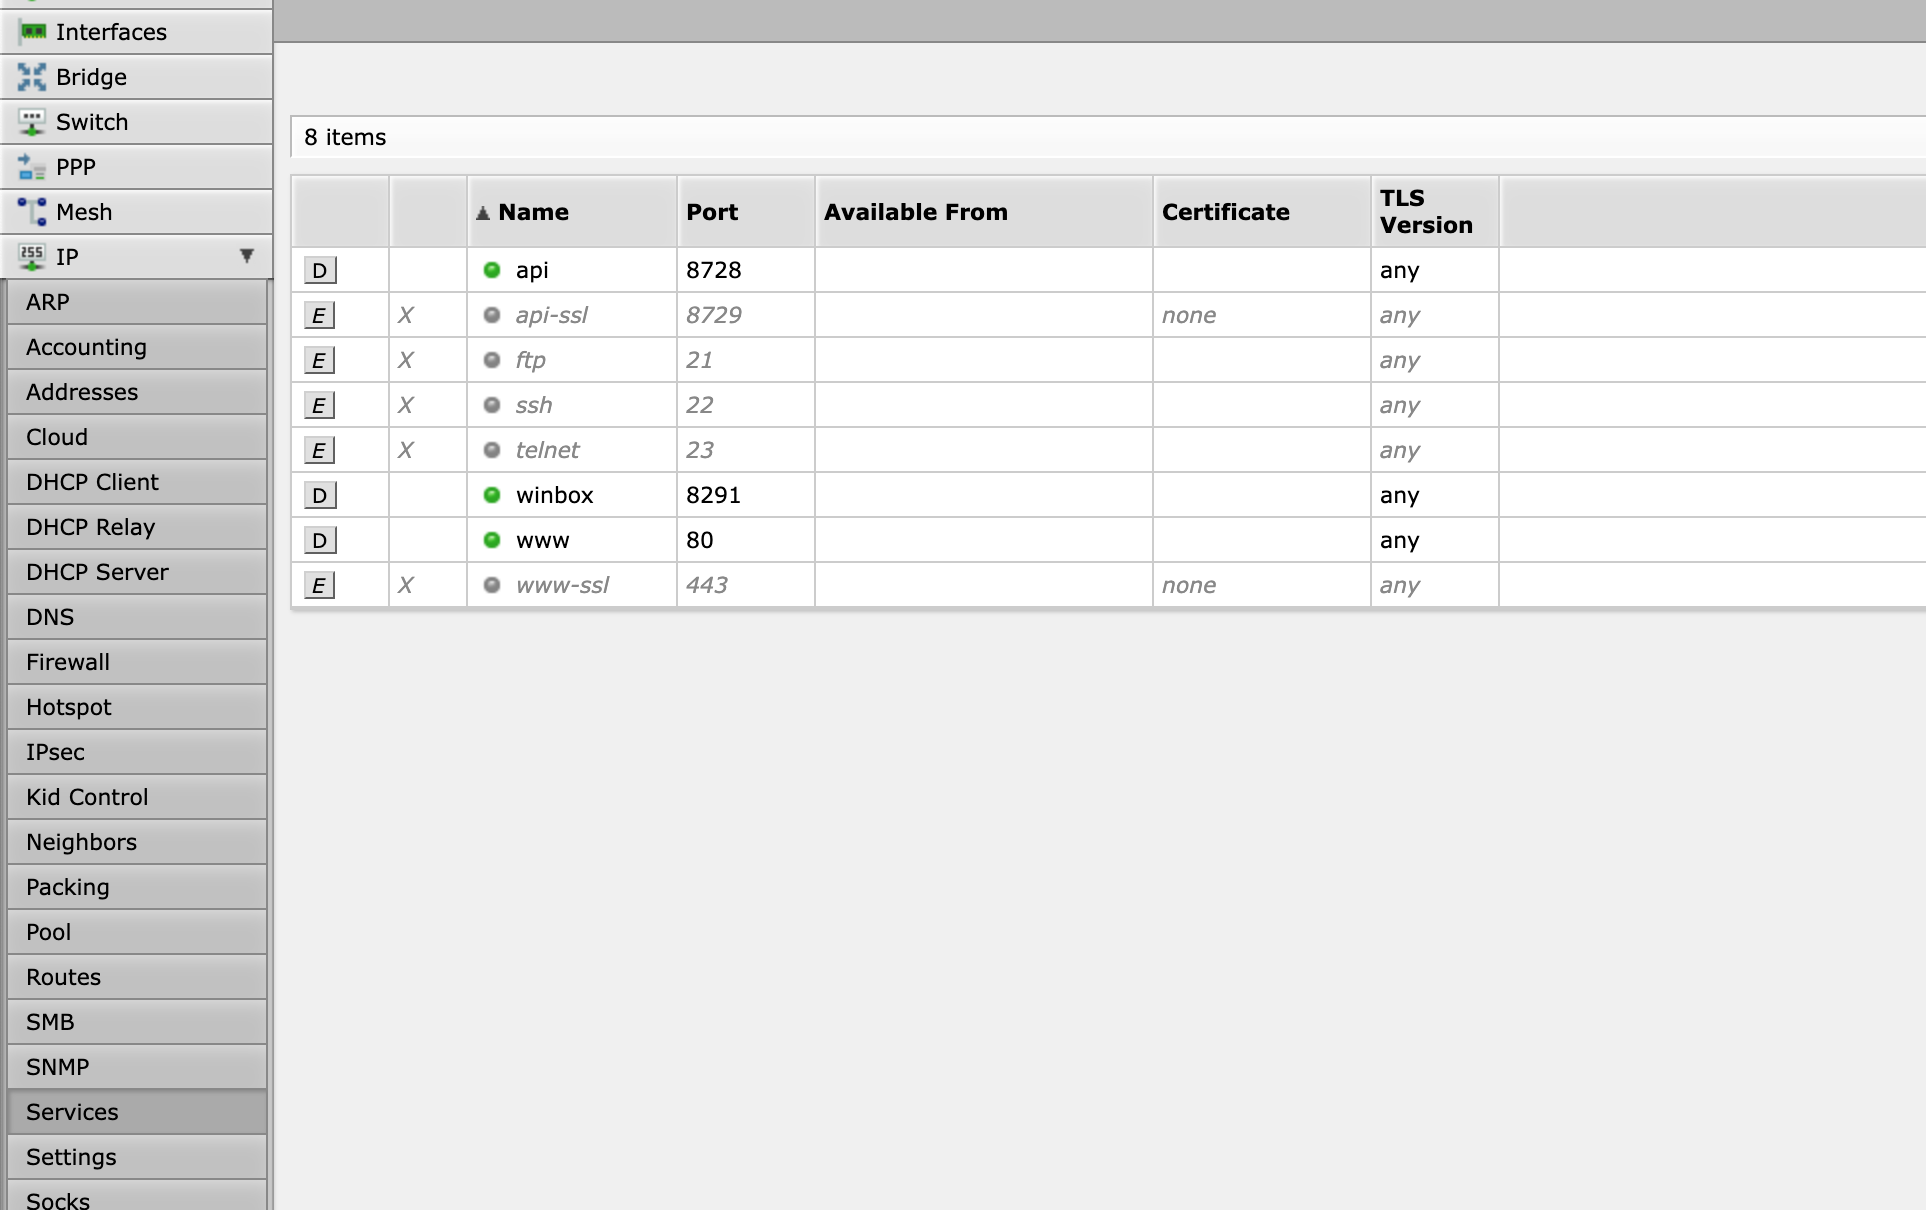 Interfaces
Bridge
Switch
PPP
Mesh
255 IP ▼
ARP
Accounting
Addresses
Cloud
DHCP Client
DHCP Relay
DHCP Server
DNS
Firewall
Hotspot
IPsec
Kid Control
Neighbors
Packing
Pool
Routes
SMB
SNMP
Services
Settings
Socks
8 items
▲ Name Port Available From Certificate TLS Version
D api 8728 any
E X api-ssl 8729 none any
E X ftp 21 any
E X ssh 22 any
E X telnet 23 any
D winbox 8291 any
D www 80 any
E X www-ssl 443 none any